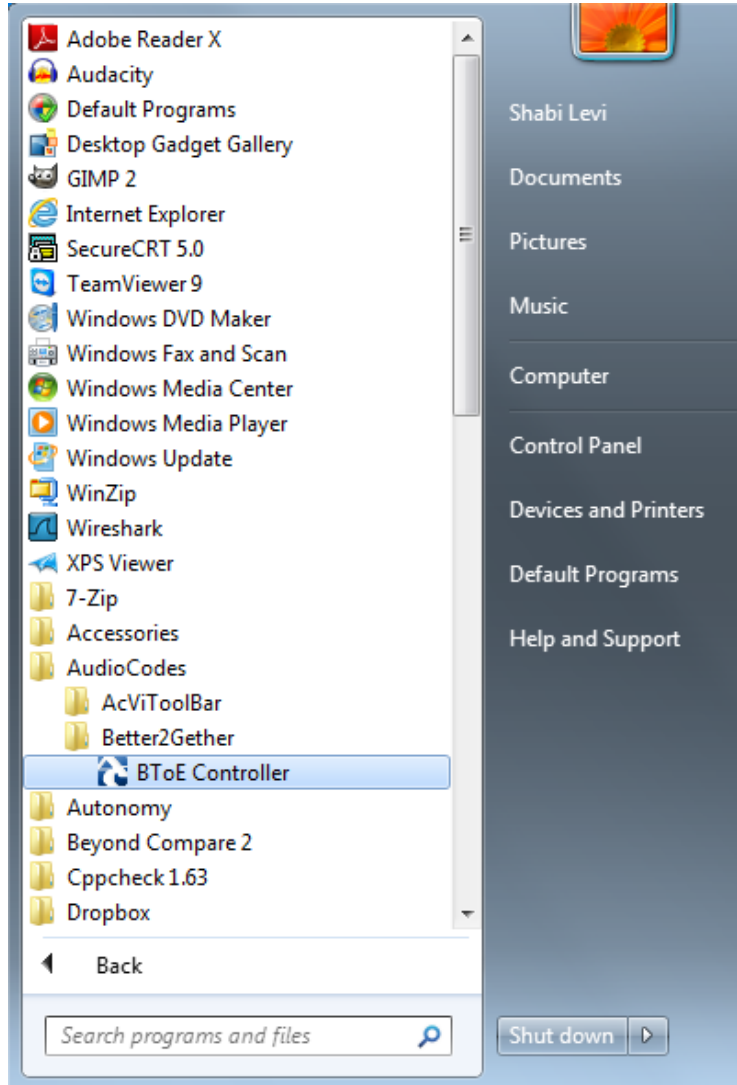 Adobe Reader X
Audacity
Default Programs
Desktop Gadget Gallery
GIMP 2
Internet Explorer
SecureCRT 5.0
TeamViewer 9
Windows DVD Maker
Windows Fax and Scan
Windows Media Center
Windows Media Player
Windows Update
WinZip
Wireshark
XPS Viewer
7-Zip
Accessories
AudioCodes
AcViToolBar
Better2Gether
BToE Controller
Autonomy
Beyond Compare 2
Cppcheck 1.63
Dropbox
Back
Search programs and files
Shabi Levi
Documents
Pictures
Music
Computer
Control Panel
Devices and Printers
Default Programs
Help and Support
Shut down